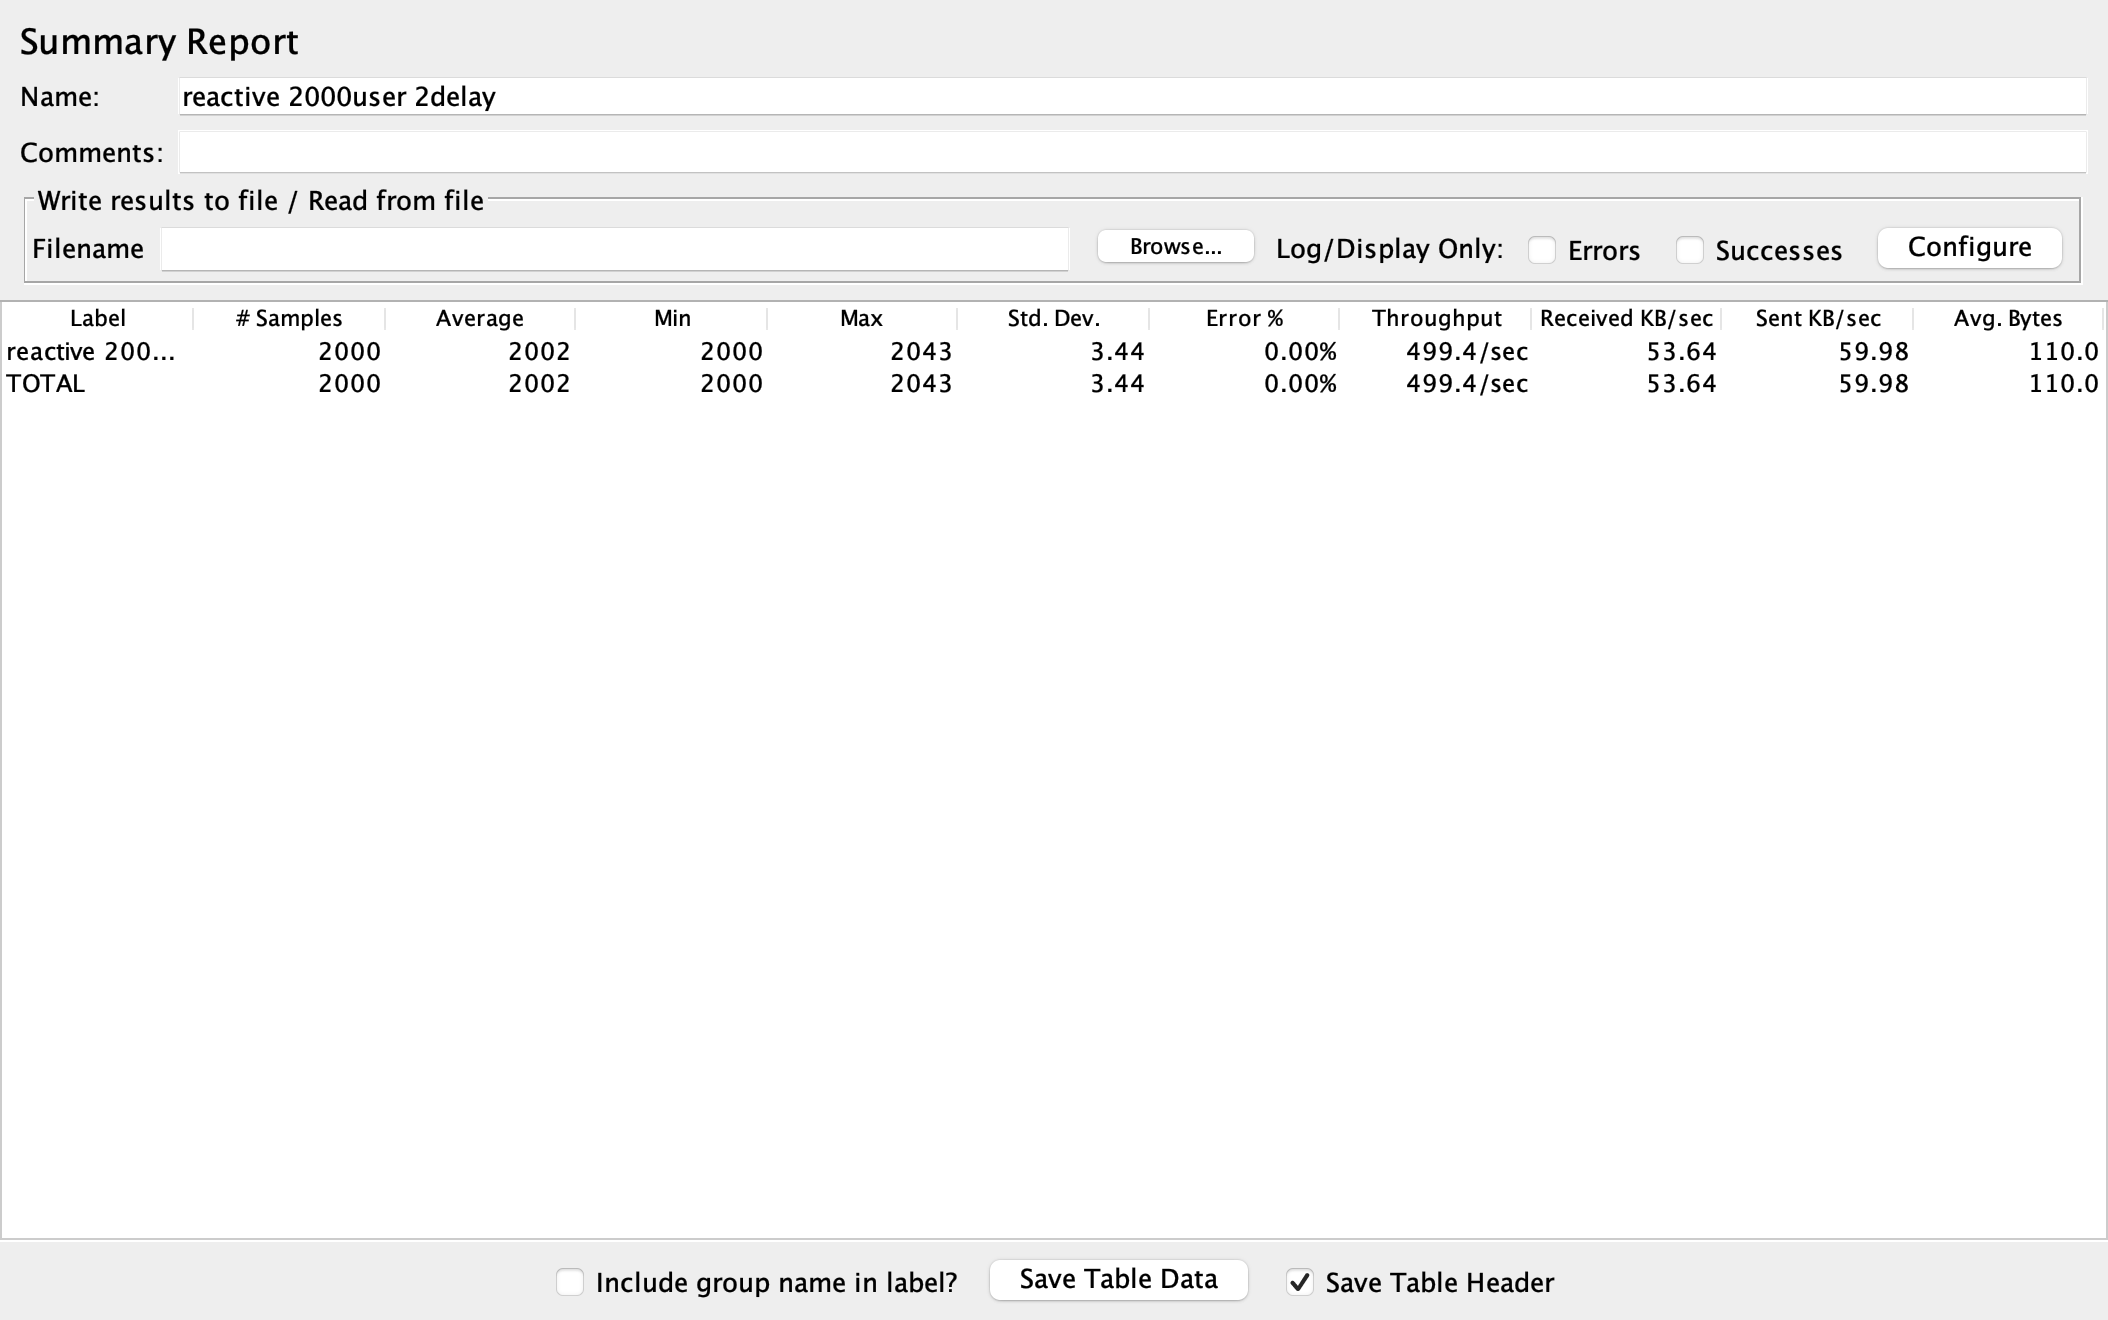 Summary Report
Name: reactive 2000user 2delay
Comments:
Write results to file / Read from file
Filename Browse... Log/Display Only: Errors Successes Configure
Label # Samples Average Min Max Std. Dev. Error % Throughput Received KB/sec Sent KB/sec Avg. Bytes
reactive 200... 2000 2002 2000 2043 3.44 0.00% 499.4/sec 53.64 59.98 110.0
TOTAL 2000 2002 2000 2043 3.44 0.00% 499.4/sec 53.64 59.98 110.0
Include group name in label? Save Table Data Save Table Header